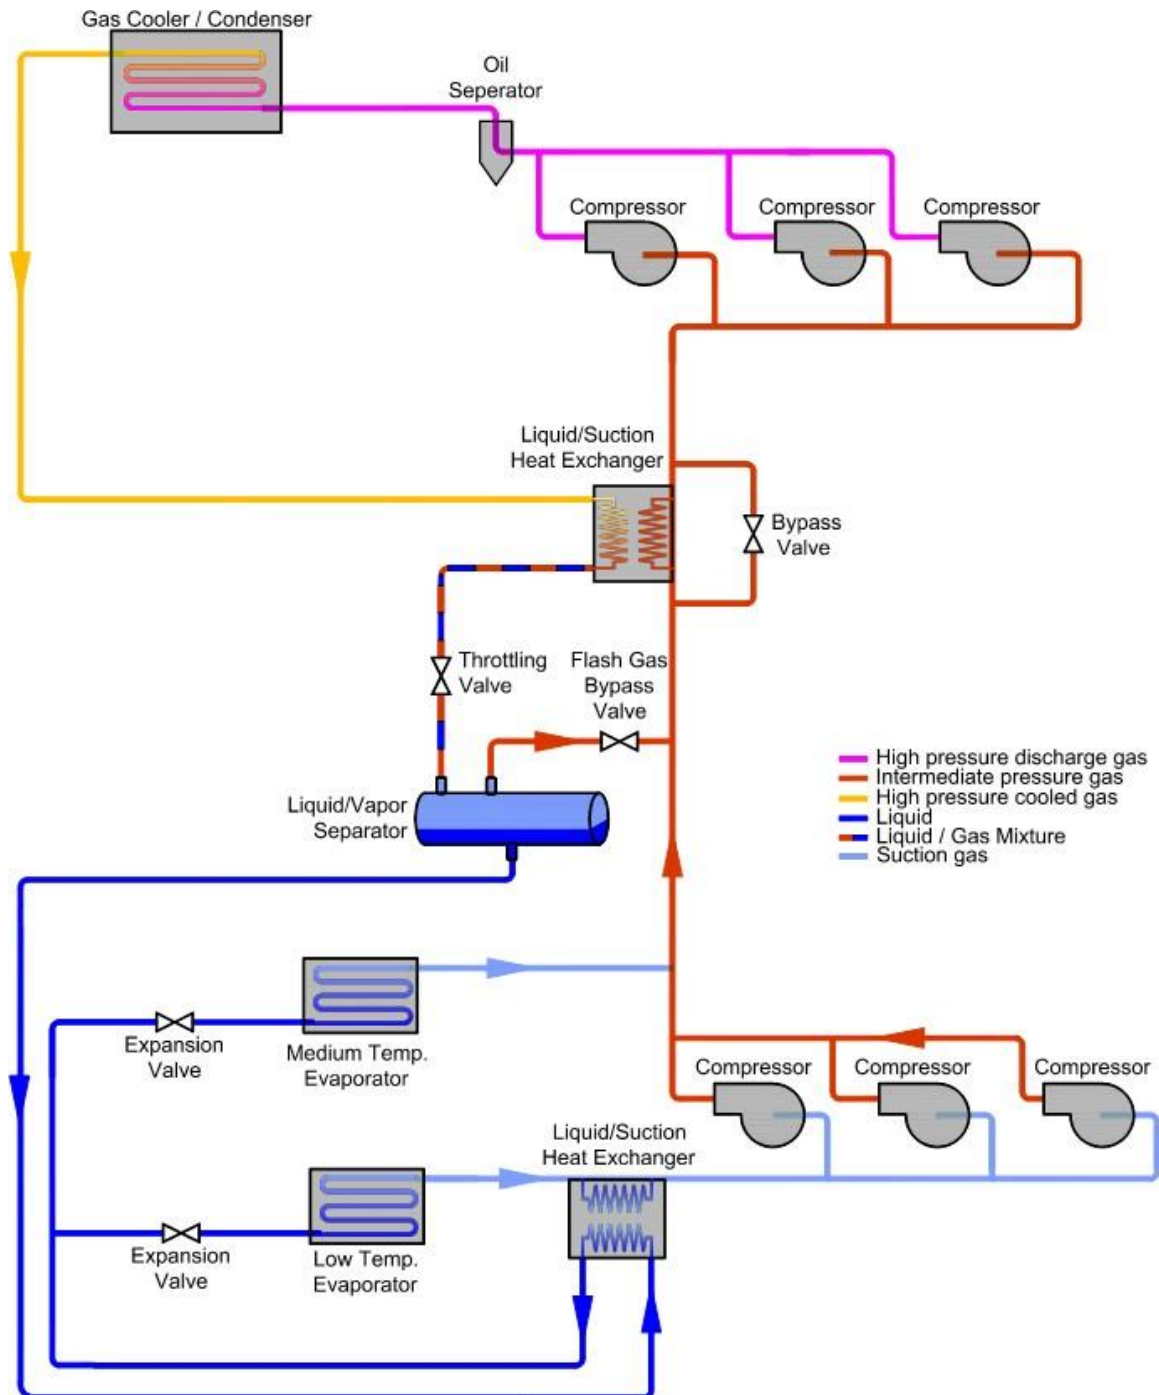 Gas Cooler / Condenser
Oil
Seperator
Compressor
Compressor
Compressor
Liquid/Suction
Heat Exchanger
Bypass
Valve
Throttling
Valve
Flash Gas
Bypass
Valve
High pressure discharge gas
Intermediate pressure gas
High pressure cooled gas
Liquid
Liquid / Gas Mixture
Suction gas
Liquid/Vapor
Separator
Expansion
Valve
Medium Temp.
Evaporator
Compressor
Compressor
Compressor
Liquid/Suction
Heat Exchanger
Expansion
Valve
Low Temp.
Evaporator